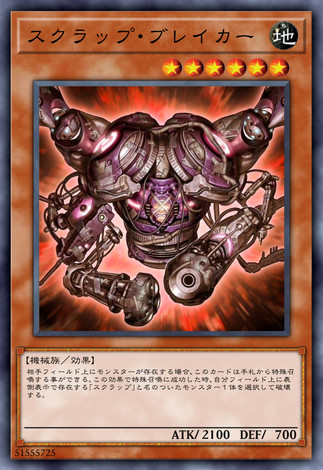 スクラップ・ブレイカー
地
【機械族／効果】
相手フィールド上にモンスターが存在する場合、このカードは手札から特殊召
喚する事ができる。この効果で特殊召喚に成功した時、自分フィールド上に表
側表示で存在する「スクラップ」と名のついたモンスター１体を選択して破壊
する。
ATK/ 2100 DEF/ 700
51555725